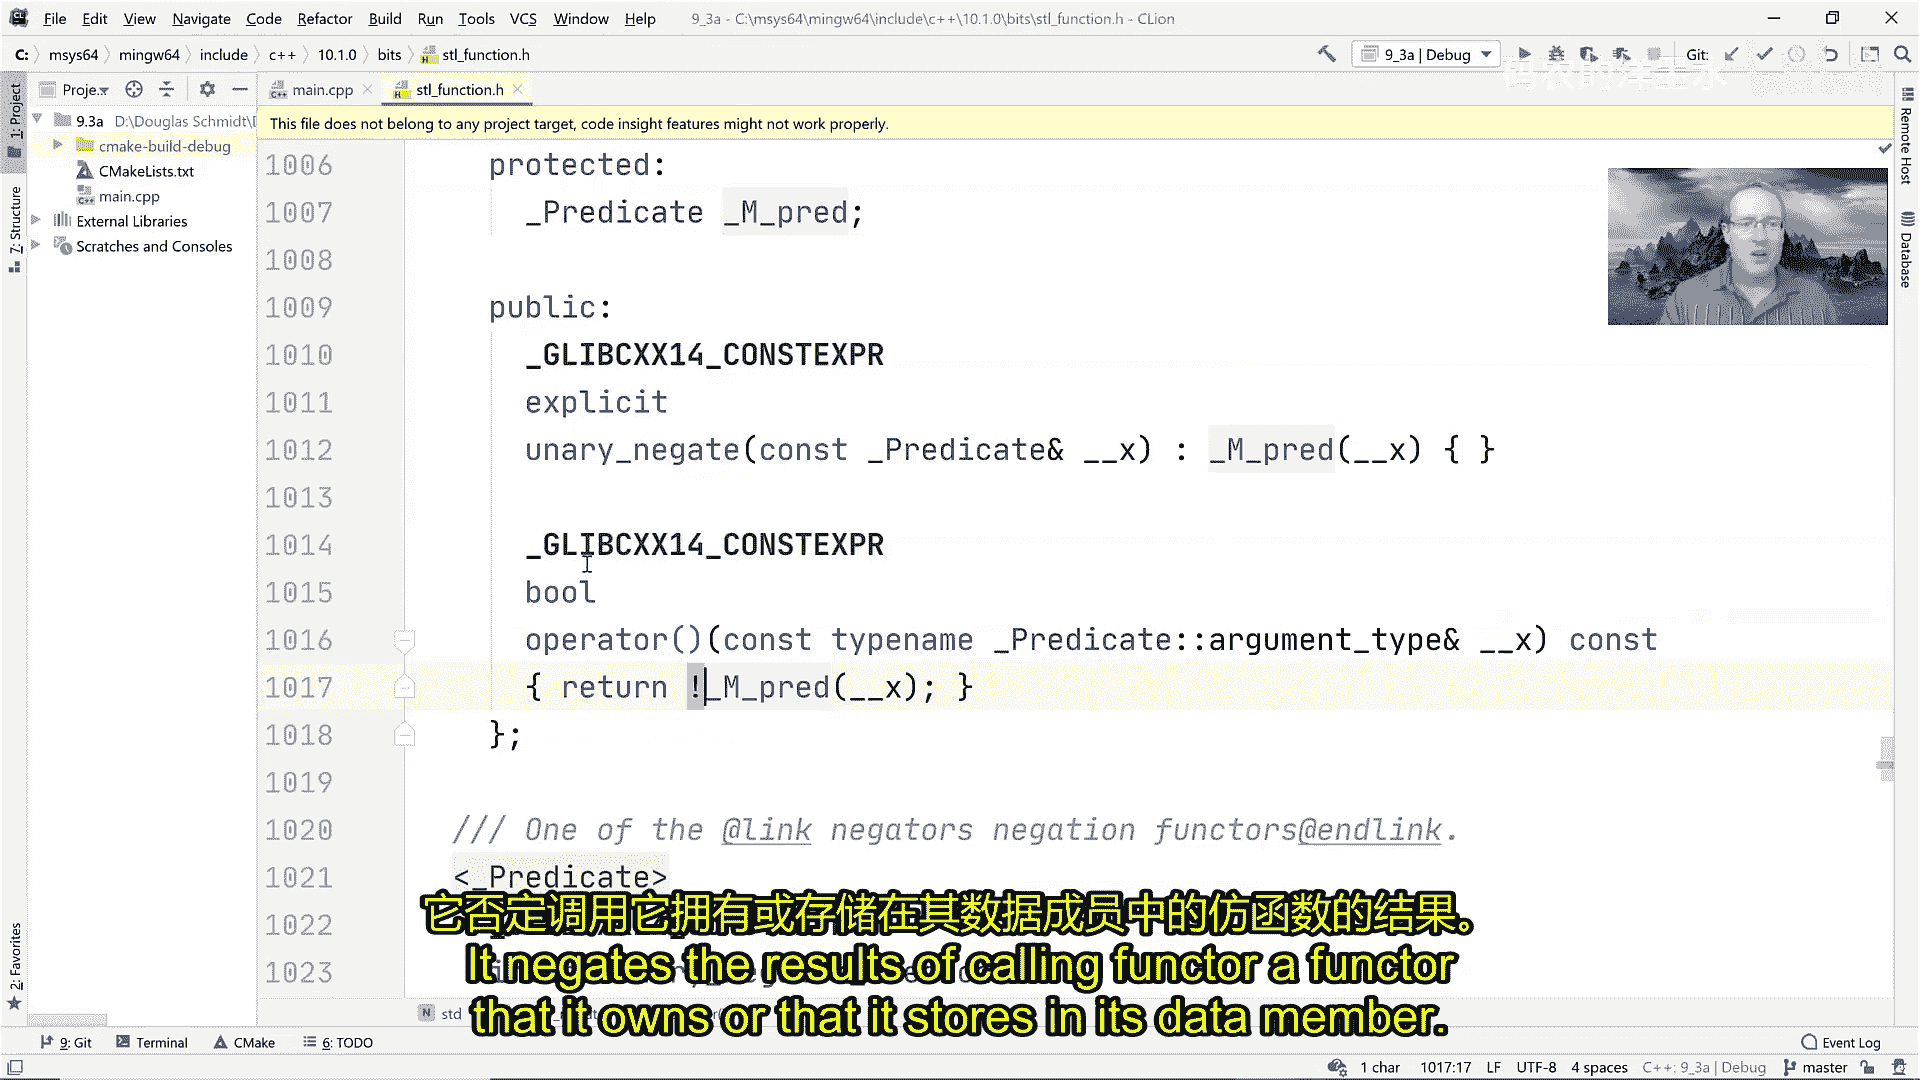 File Edit View Navigate Code Refactor Build Run Tools VCS Window Help 9_3a - C:\msys64\mingw64\include\c++\10.1.0\bits\stl_function.h - CLion
C: msys64 mingw64 include c++ 10.1.0 bits stl_function.h 9_3a | Debug Git:
码农的洋墨水
Proje... main.cpp stl_function.h
1: Project
9.3a D:\Douglas Schmidt\
This file does not belong to any project target, code insight features might not work properly.
cmake-build-debug
CMakeLists.txt
main.cpp
External Libraries
Scratches and Consoles
7: Structure
2: Favorites
Remote Host
Database
1006 protected:
1007 _Predicate _M_pred;
1008
1009 public:
1010 _GLIBCXX14_CONSTEXPR
1011 explicit
1012 unary_negate(const _Predicate& __x) : _M_pred(__x) { }
1013
1014 _GLIBCXX14_CONSTEXPR
1015 bool
1016 operator()(const typename _Predicate::argument_type& __x) const
1017 { return !_M_pred(__x); }
1018 };
1019
1020 /// One of the @link negators negation functors@endlink.
1021 <_Predicate>
1022
1023
它否定调用它拥有或存储在其数据成员中的仿函数的结果。
It negates the results of calling functor a functor
that it owns or that it stores in its data member.
std
9: Git Terminal CMake 6: TODO Event Log
1 char 1017:17 LF UTF-8 4 spaces C++: 9_3a | Debug master